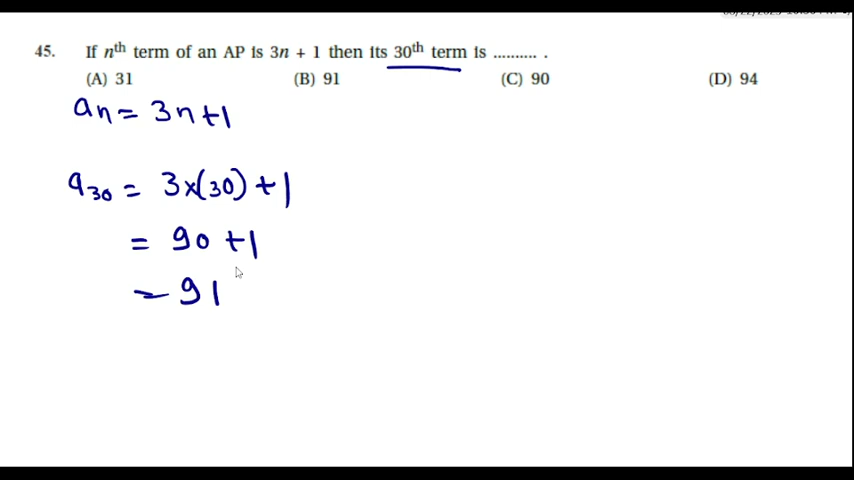 45. If nth term of an AP is 3n + 1 then its 30th term is .......... .
(A) 31 (B) 91 (C) 90 (D) 94
an = 3n+1
a30 = 3×(30) + 1
= 90 + 1
= 91